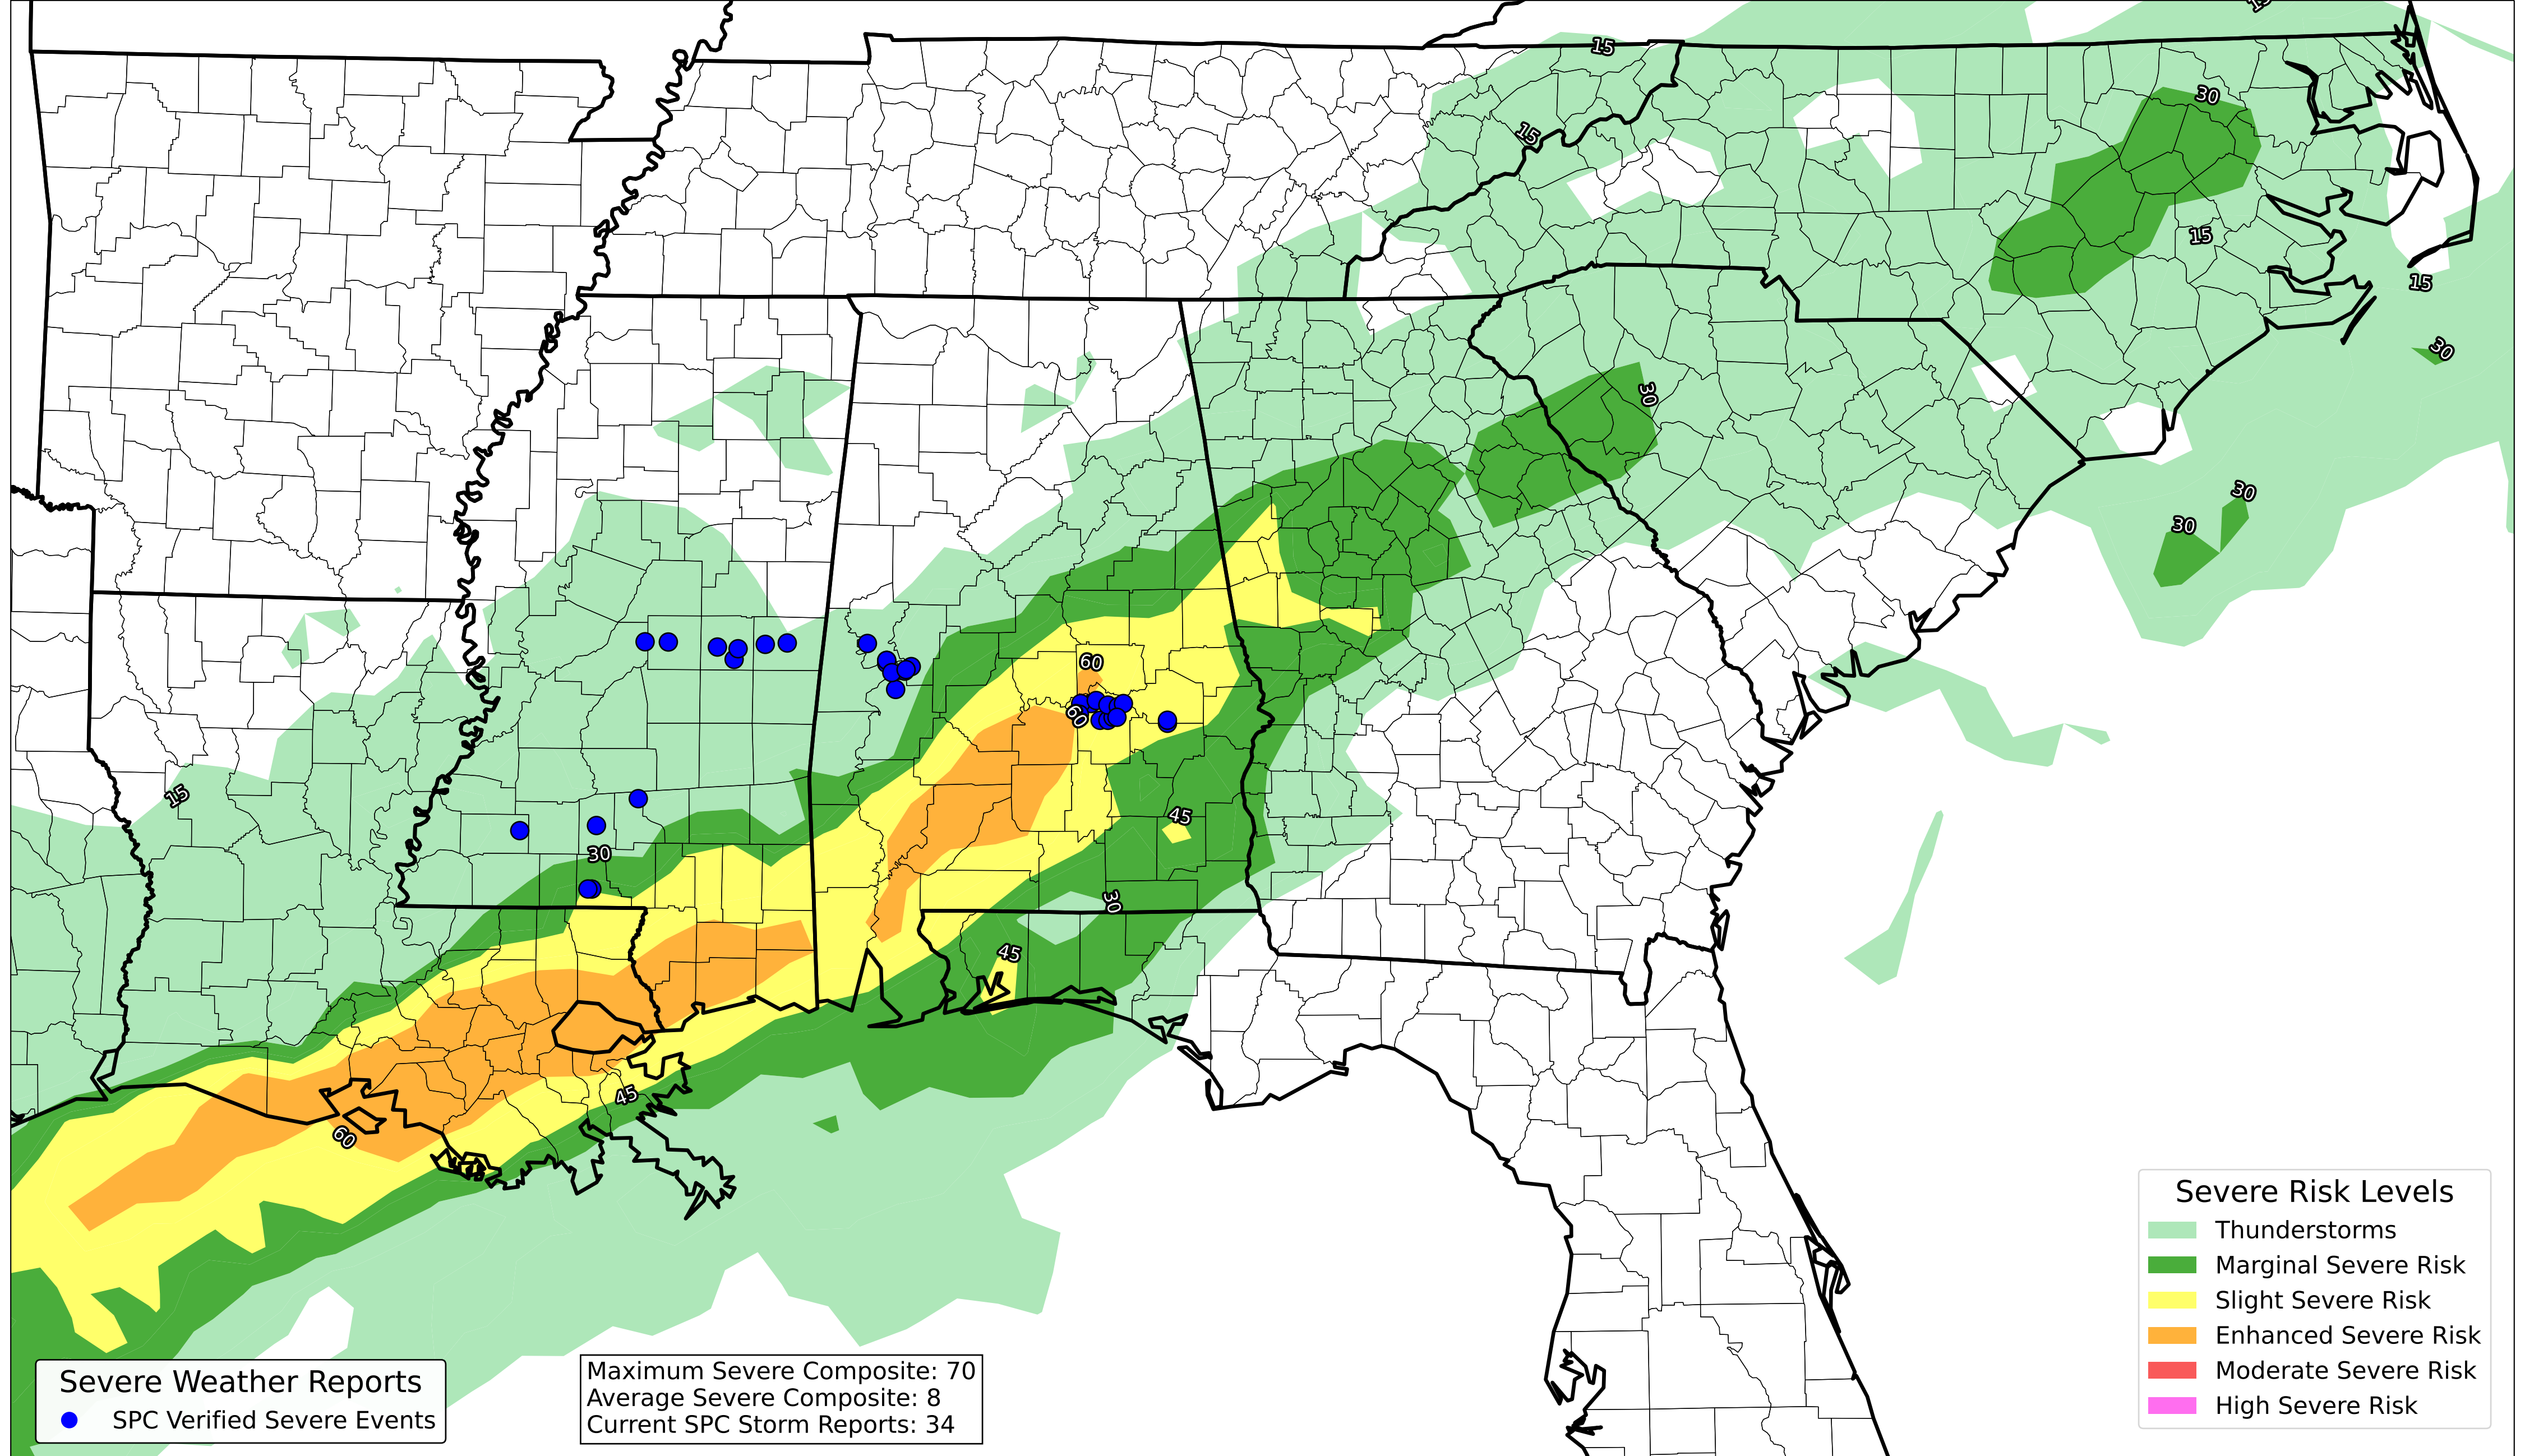 15
15
15
30
15
15
30
30
30
30
60
60
15
45
30
30
45
45
60
Severe Risk Levels
Thunderstorms
Marginal Severe Risk
Slight Severe Risk
Enhanced Severe Risk
Moderate Severe Risk
High Severe Risk
Severe Weather Reports
SPC Verified Severe Events
Maximum Severe Composite: 70
Average Severe Composite: 8
Current SPC Storm Reports: 34